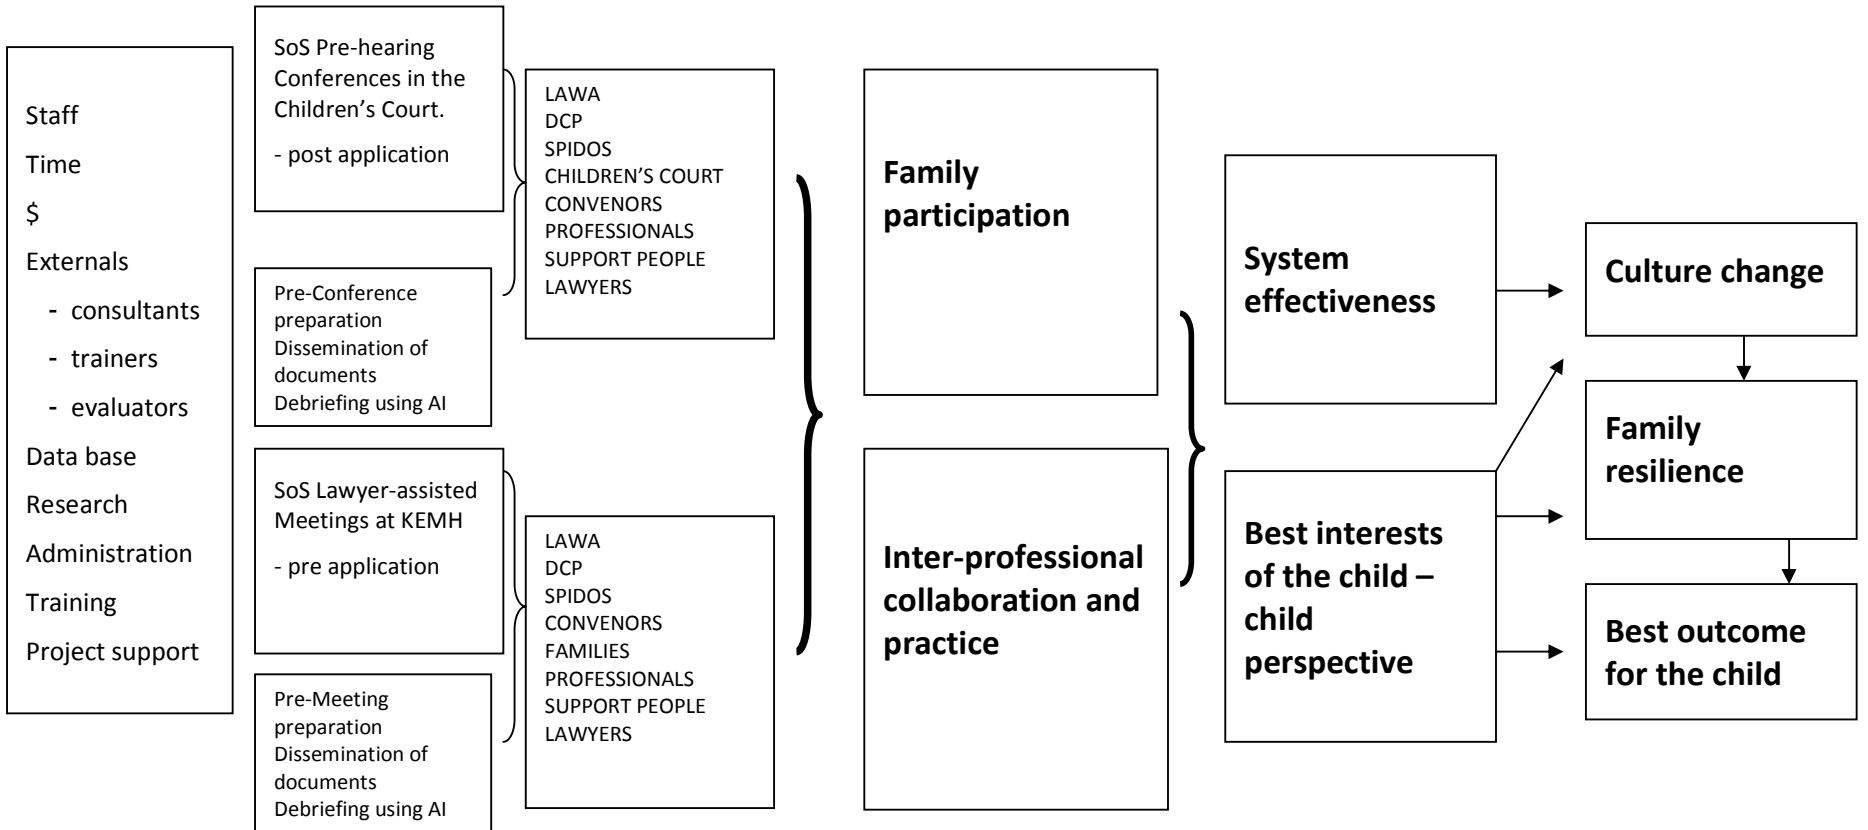 Staff
Time
$
Externals
- consultants
- trainers
- evaluators
Data base
Research
Administration
Training
Project support
SoS Pre-hearing
Conferences in the
Children’s Court.
- post application
Pre-Conference
preparation
Dissemination of
documents
Debriefing using AI
SoS Lawyer-assisted
Meetings at KEMH
- pre application
Pre-Meeting
preparation
Dissemination of
documents
Debriefing using AI
LAWA
DCP
SPIDOS
CHILDREN’S COURT
CONVENORS
PROFESSIONALS
SUPPORT PEOPLE
LAWYERS
LAWA
DCP
SPIDOS
CONVENORS
FAMILIES
PROFESSIONALS
SUPPORT PEOPLE
LAWYERS
Family
participation
Inter-professional
collaboration and
practice
System
effectiveness
Best interests
of the child –
child
perspective
Culture change
Family
resilience
Best outcome
for the child